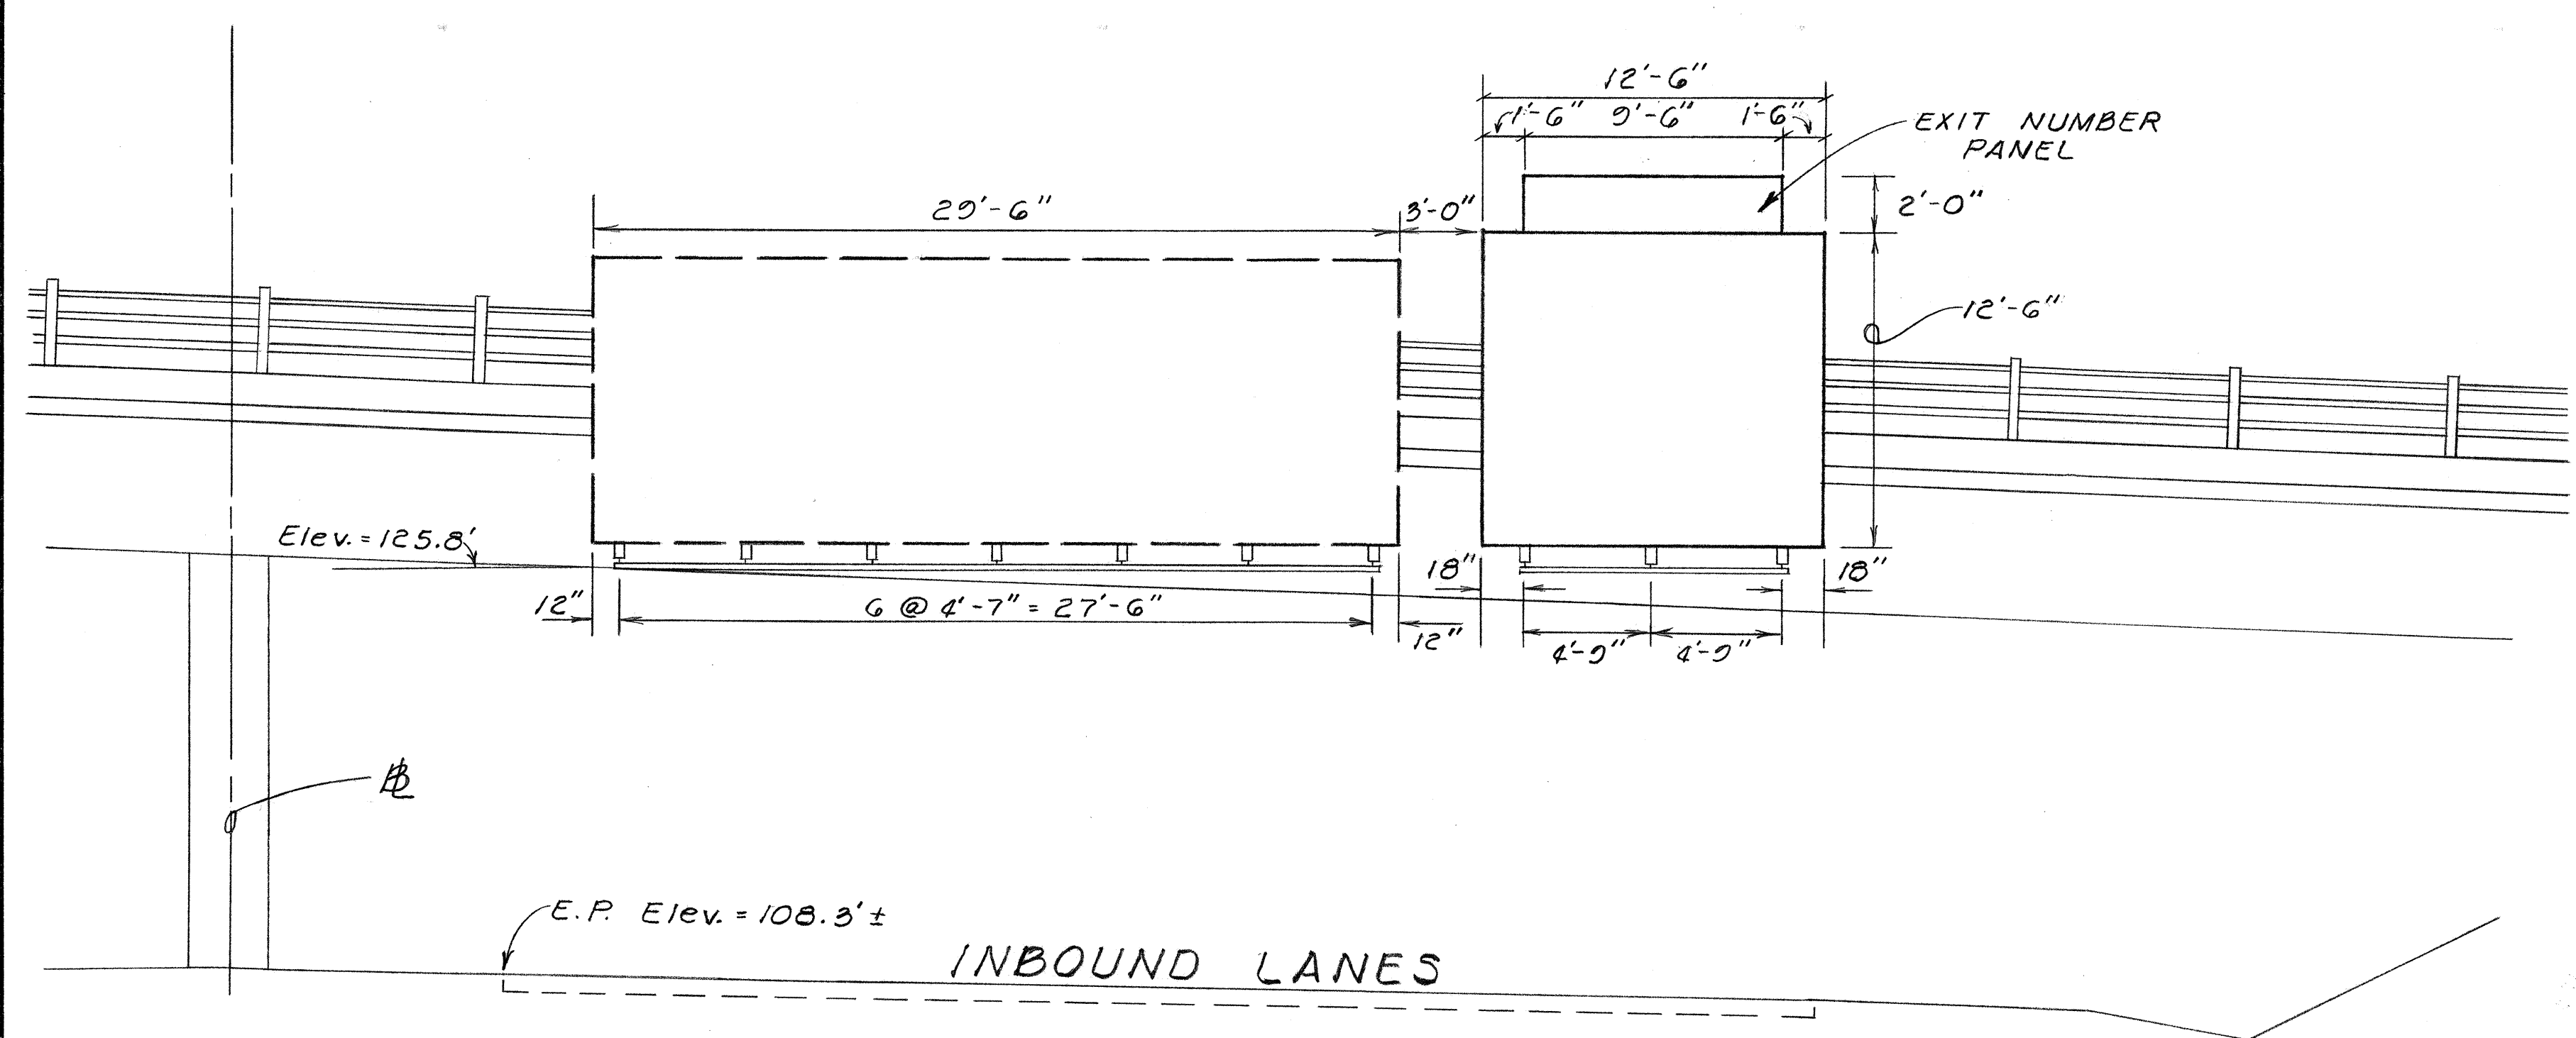 12'-6"
1'-6" 9'-6" 1'-6"
EXIT NUMBER
PANEL
29'-6"
3'-0"
2'-0"
12'-6"
Elev. = 125.8'
12"
6 @ 4'-7" = 27'-6"
12"
18"
18"
4'-9" 4'-9"
BL
E.P. Elev. = 108.3' ±
INBOUND LANES